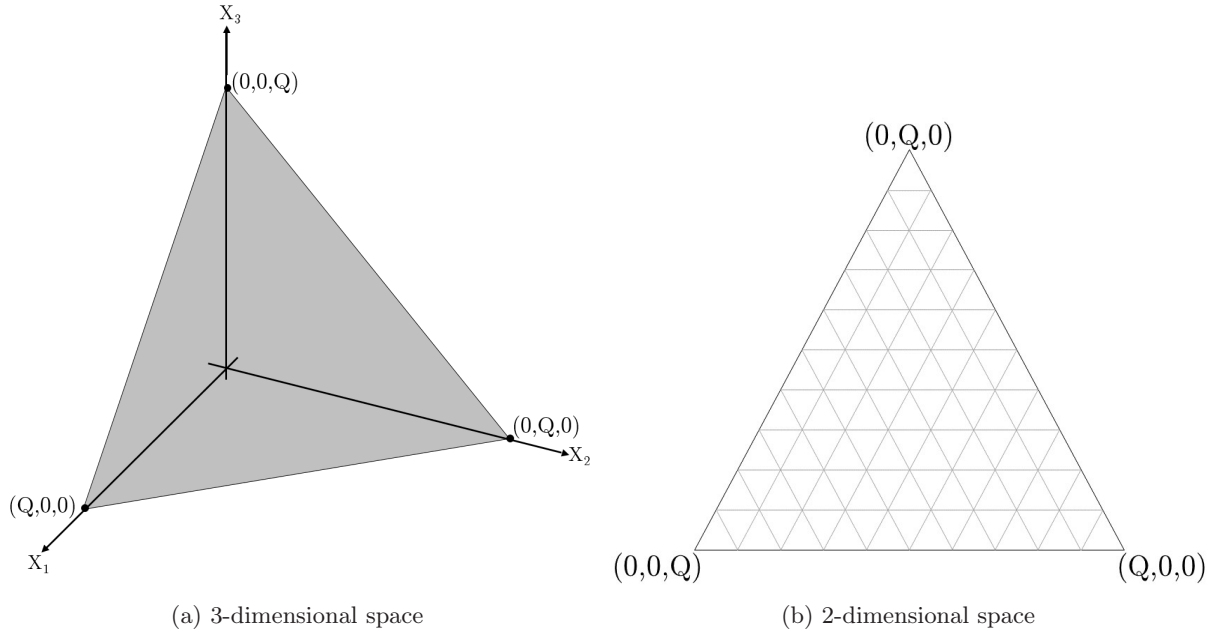 X₃
(0,0,Q)
(0,Q,0)
X₂
(Q,0,0)
X₁
(a) 3-dimensional space
(0,Q,0)
(0,0,Q)
(Q,0,0)
(b) 2-dimensional space